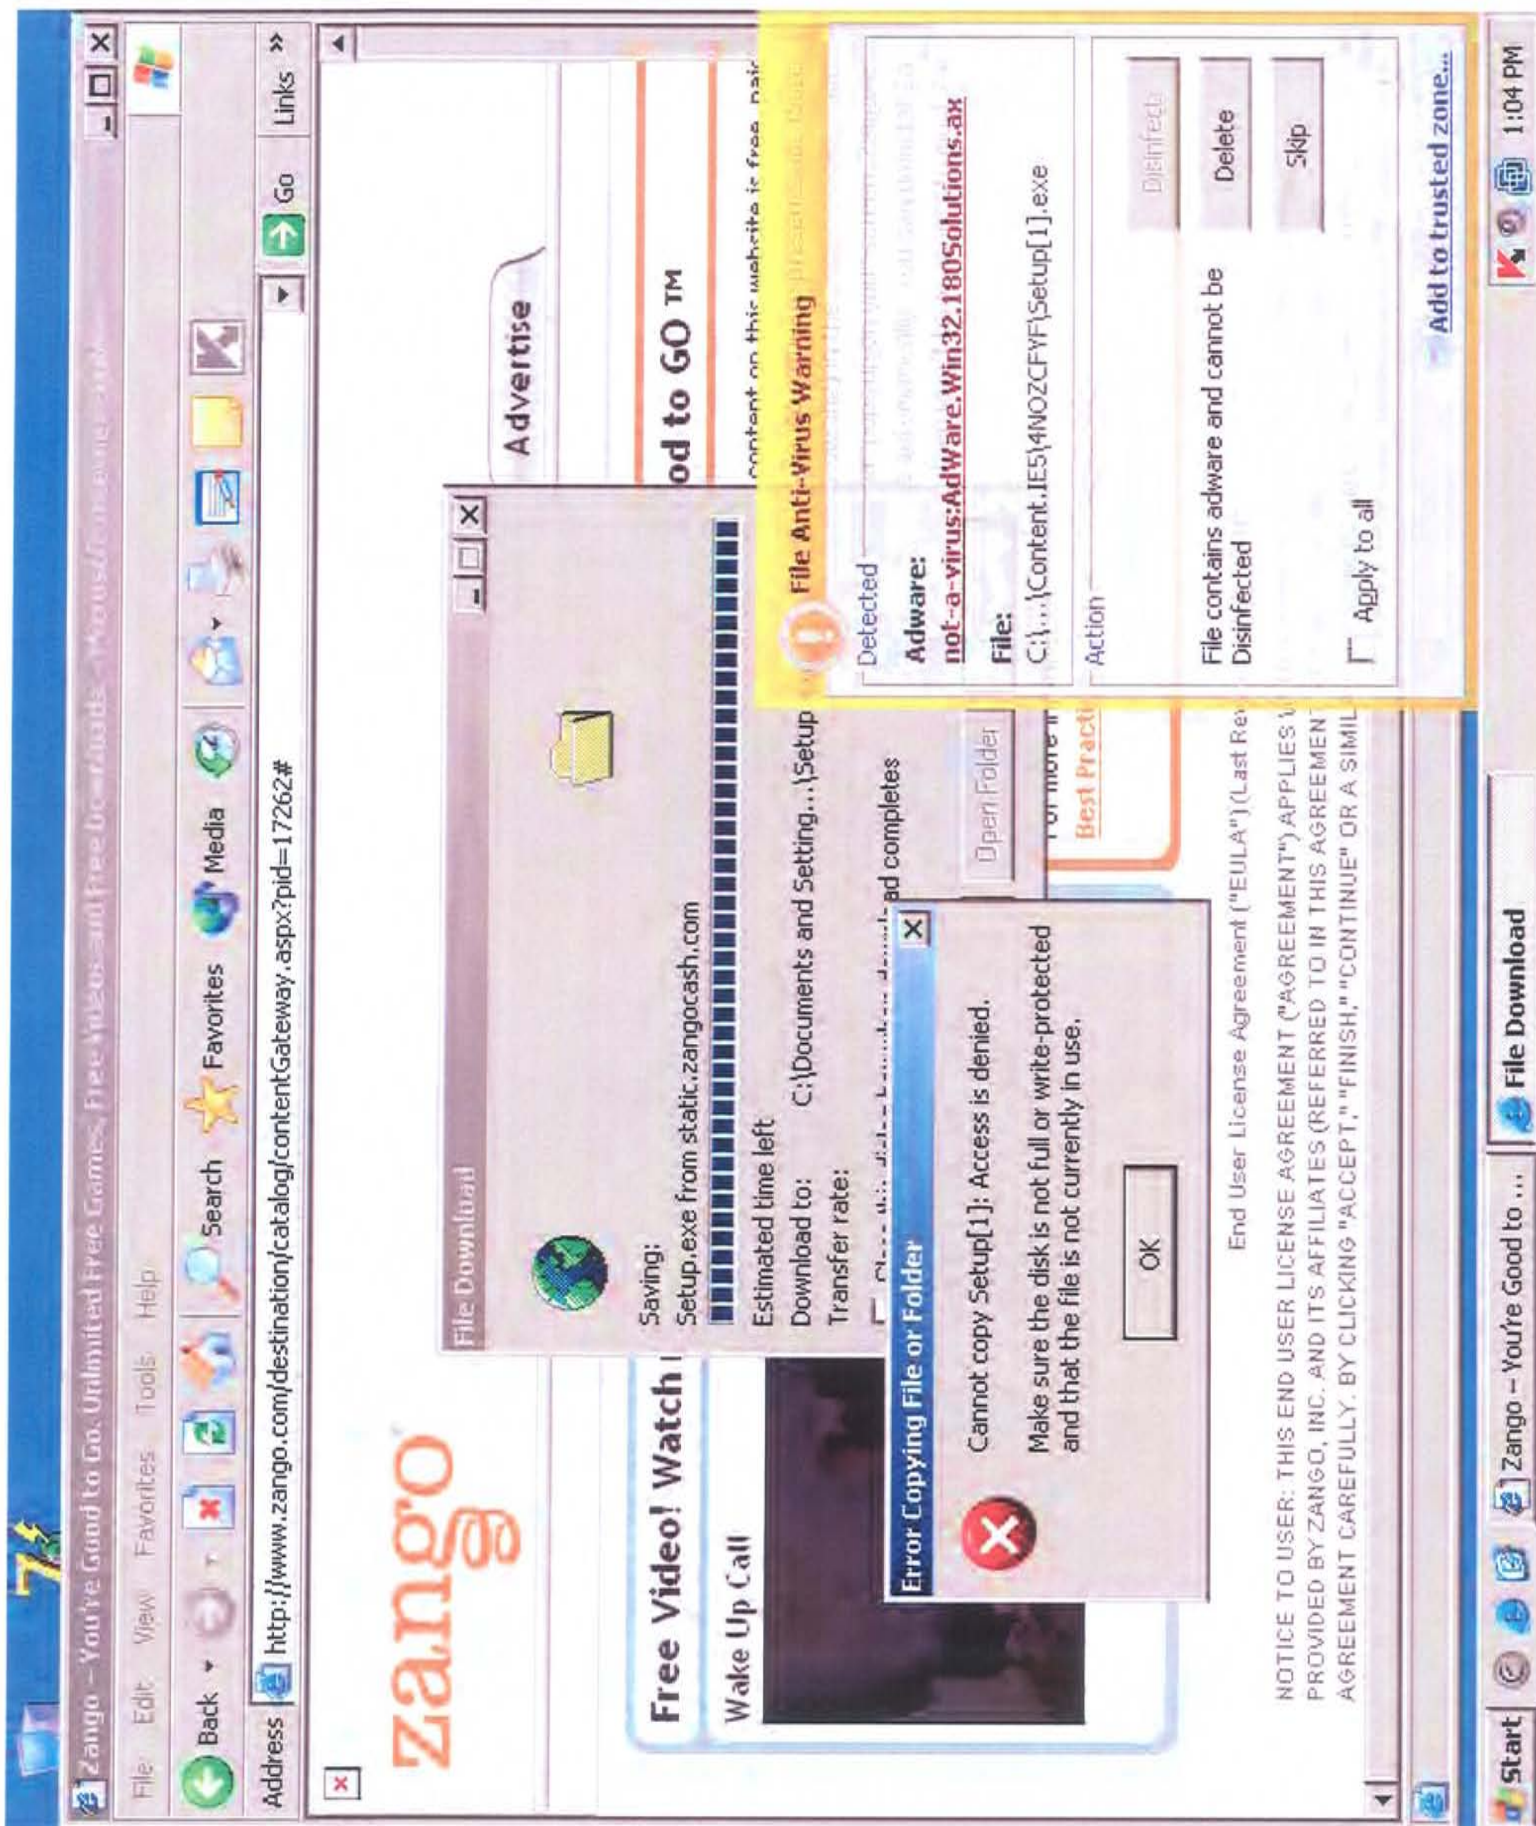 Zango – You're Good to Go. Unlimited Free Games, Free Videos and Free Downloads.
File Edit View Favorites Tools Help
Back Search Favorites Media
Address http://www.zango.com/destination/catalog/contentGateway.aspx?pid=17262# Go Links »
zango
Advertise
Free Video! Watch
od to GO ™
Wake Up Call
content on this website is free, paid
File Download
Saving:
Setup.exe from static.zangocash.com
Estimated time left
Download to: C:\Documents and Setting...\Setup
Transfer rate:
ad completes
Open Folder
For more in
Best Practi
Error Copying File or Folder
Cannot copy Setup[1]: Access is denied.
Make sure the disk is not full or write-protected
and that the file is not currently in use.
OK
File Anti-Virus Warning
Detected
Adware:
not-a-virus:AdWare.Win32.180Solutions.ax
File:
C:\...\Content.IE5\4NOZCFYF\Setup[1].exe
Action
File contains adware and cannot be
Disinfected
Disinfect
Delete
Skip
Apply to all
Add to trusted zone...
End User License Agreement ("EULA") (Last Rev
NOTICE TO USER: THIS END USER LICENSE AGREEMENT ("AGREEMENT") APPLIES
PROVIDED BY ZANGO, INC. AND ITS AFFILIATES (REFERRED TO IN THIS AGREEMEN
AGREEMENT CAREFULLY. BY CLICKING "ACCEPT," "FINISH," "CONTINUE" OR A SIMIL
Start Zango – You're Good to ... File Download 1:04 PM